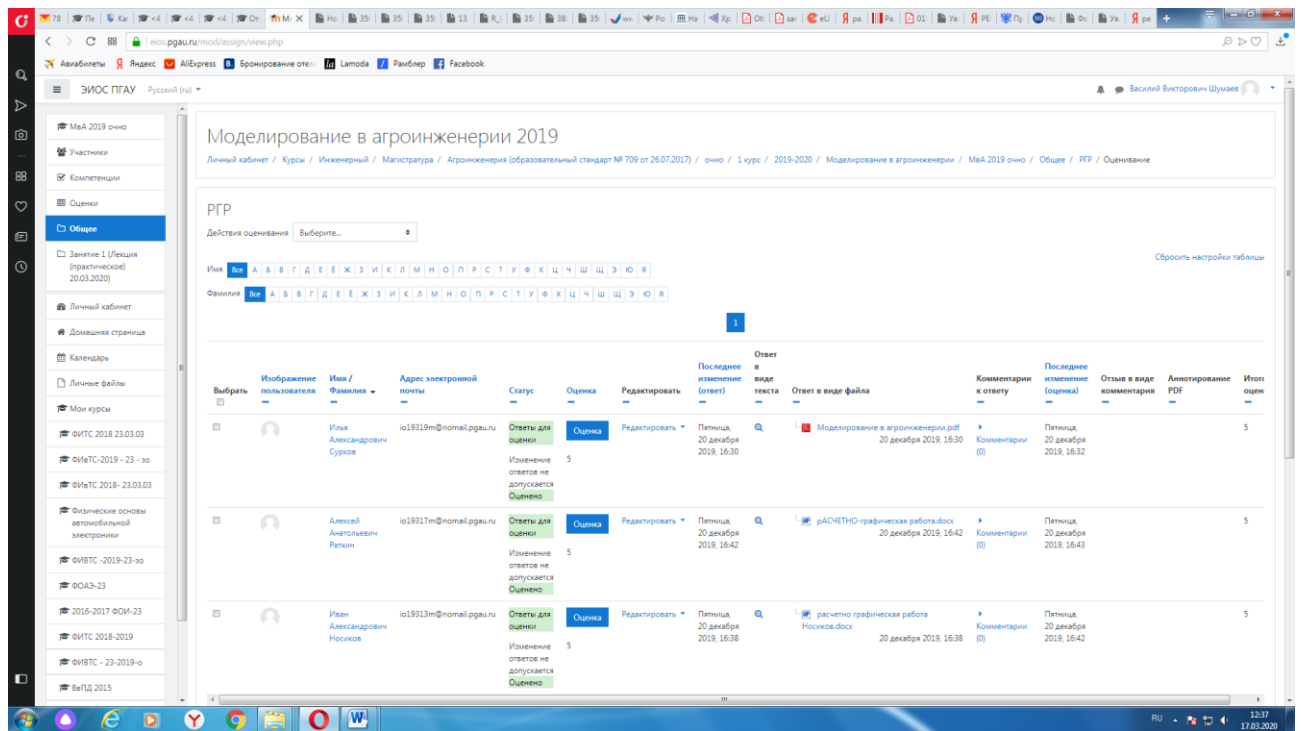 eios.pgau.ru/mod/assign/view.php
Авиабилеты Яндекс AliExpress Бронирование отел Lamoda Рамблер Facebook
ЭИОС ПГАУ Русский (ru)
Василий Викторович Шумаев
МвА 2019 очно
Участники
Компетенции
Оценки
Общее
Занятие 1 (Лекция
(практическое)
20.03.2020)
Личный кабинет
Домашняя страница
Календарь
Личные файлы
Мои курсы
ФИТС 2018 23.03.03
ФИвТС-2019 - 23 - зо
ФИвТС 2018- 23.03.03
Физические основы
автомобильной
электроники
ФИВТС -2019-23-зо
ФОАЭ-23
2016-2017 ФОИ-23
ФИТС 2018-2019
ФИВТС - 23-2019-о
ВвПД 2015
Моделирование в агроинженерии 2019
Личный кабинет / Курсы / Инженерный / Магистратура / Агроинженерия (образовательный стандарт № 709 от 26.07.2017) / очно / 1 курс / 2019-2020 / Моделирование в агроинженерии / МвА 2019 очно / Общее / РГР / Оценивание
РГР
Действия оценивания Выберите...
Сбросить настройки таблицы
Имя Все А Б В Г Д Е Ё Ж З И К Л М Н О П Р С Т У Ф Х Ц Ч Ш Щ Э Ю Я
Фамилия Все А Б В Г Д Е Ё Ж З И К Л М Н О П Р С Т У Ф Х Ц Ч Ш Щ Э Ю Я
1
Выбрать
Изображение
пользователя
Имя /
Фамилия
Адрес электронной
почты
Статус
Оценка
Редактировать
Последнее
изменение
(ответ)
Ответ
в
виде
текста
Ответ в виде файла
Комментарии
к ответу
Последнее
изменение
(оценка)
Отзыв в виде
комментария
Аннотирование
PDF
Итого
оцен
Илья
Александрович
Сурков
io19319m@nomail.pgau.ru
Ответы для
оценки
Изменение
ответов не
допускается
Оценено
Оценка
5
Редактировать
Пятница,
20 декабря
2019, 16:30
Моделирование в агроинженерии.pdf
20 декабря 2019, 16:30
Комментарии
(0)
Пятница,
20 декабря
2019, 16:32
5
Алексей
Анатольевич
Раткин
io19317m@nomail.pgau.ru
Ответы для
оценки
Изменение
ответов не
допускается
Оценено
Оценка
5
Редактировать
Пятница,
20 декабря
2019, 16:42
рАСЧЕТНО-графическая работа.docx
20 декабря 2019, 16:42
Комментарии
(0)
Пятница,
20 декабря
2019, 16:43
5
Иван
Александрович
Носиков
io19313m@nomail.pgau.ru
Ответы для
оценки
Изменение
ответов не
допускается
Оценено
Оценка
5
Редактировать
Пятница,
20 декабря
2019, 16:38
расчетно графическая работа
Носиков.docx
20 декабря 2019, 16:38
Комментарии
(0)
Пятница,
20 декабря
2019, 16:42
5
RU
12:37
17.03.2020